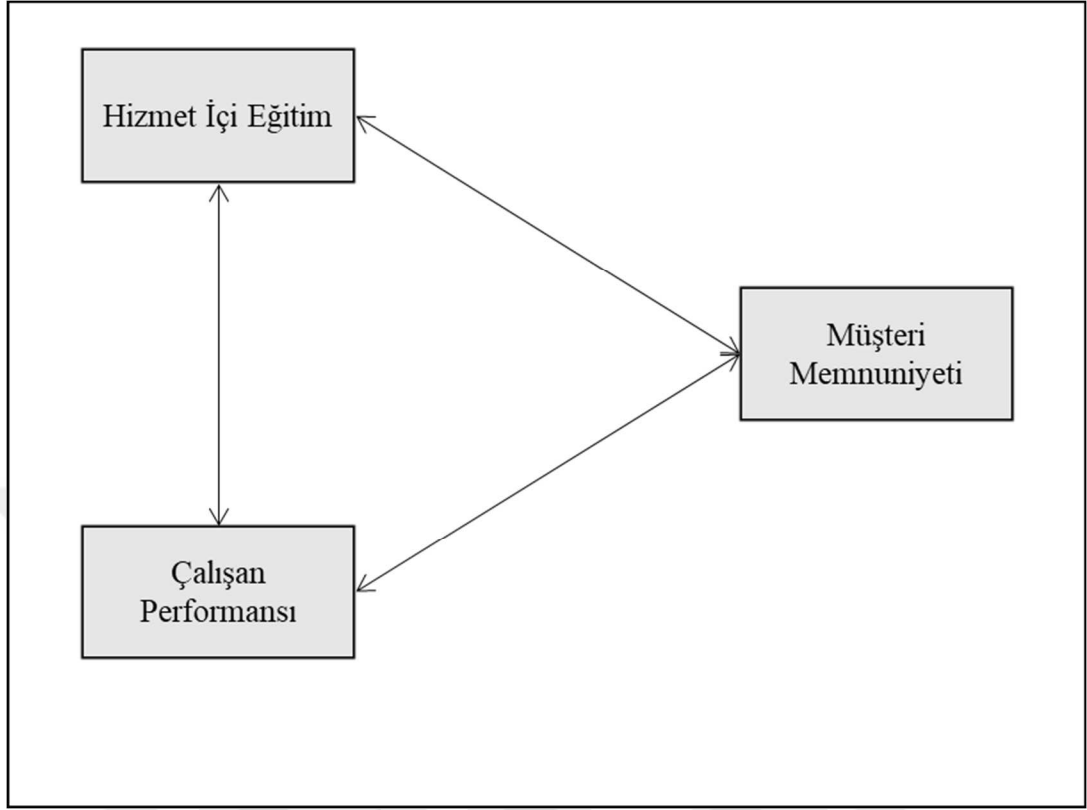 Hizmet İçi Eğitim
Müşteri
Memnuniyeti
Çalışan
Performansı